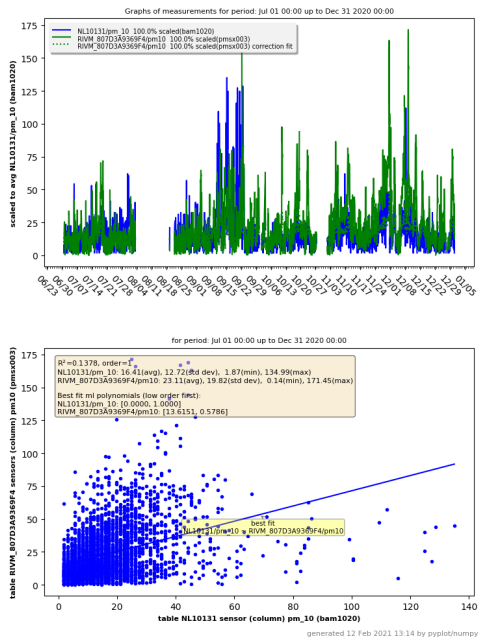 Graphs of measurements for period: Jul 01 00:00 up to Dec 31 2020 00:00
scaled to avg NL10131/pm_10 (bam1020)
175
150
125
100
75
50
25
0
NL10131/pm_10 100.0% scaled(bam1020)
RIVM_807D3A9369F4/pm10 100.0% scaled(pmsx003)
RIVM_807D3A9369F4/pm10 100.0% scaled(pmsx003) correction fit
06/23 06/30 07/07 07/14 07/21 07/28 08/04 08/11 08/18 08/25 09/01 09/08 09/15 09/22 09/29 10/06 10/13 10/20 10/27 11/03 11/10 11/17 11/24 12/01 12/08 12/15 12/22 12/29 01/05
for period: Jul 01 00:00 up to Dec 31 2020 00:00
table RIVM_807D3A9369F4 sensors (column) pm10 (pmsx003)
175
150
125
100
75
50
25
0
R²=0.1378, order=1
NL10131/pm_10: 16.41(avg), 12.72(std dev), 1.87(min), 134.99(max)
RIVM_807D3A9369F4/pm10: 23.11(avg), 19.82(std dev), 0.14(min), 171.45(max)
Best fit ml polynomials (low order first):
NL10131/pm_10: [0.0000, 1.0000]
RIVM_807D3A9369F4/pm10: [13.6151, 0.5786]
best fit
NL10131/pm_10 RIVM_807D3A9369F4/pm10
0 20 40 60 80 100 120 140
table NL10131 sensor (column) pm_10 (bam1020)
generated 12 Feb 2021 13:14 by pyplot/numpy